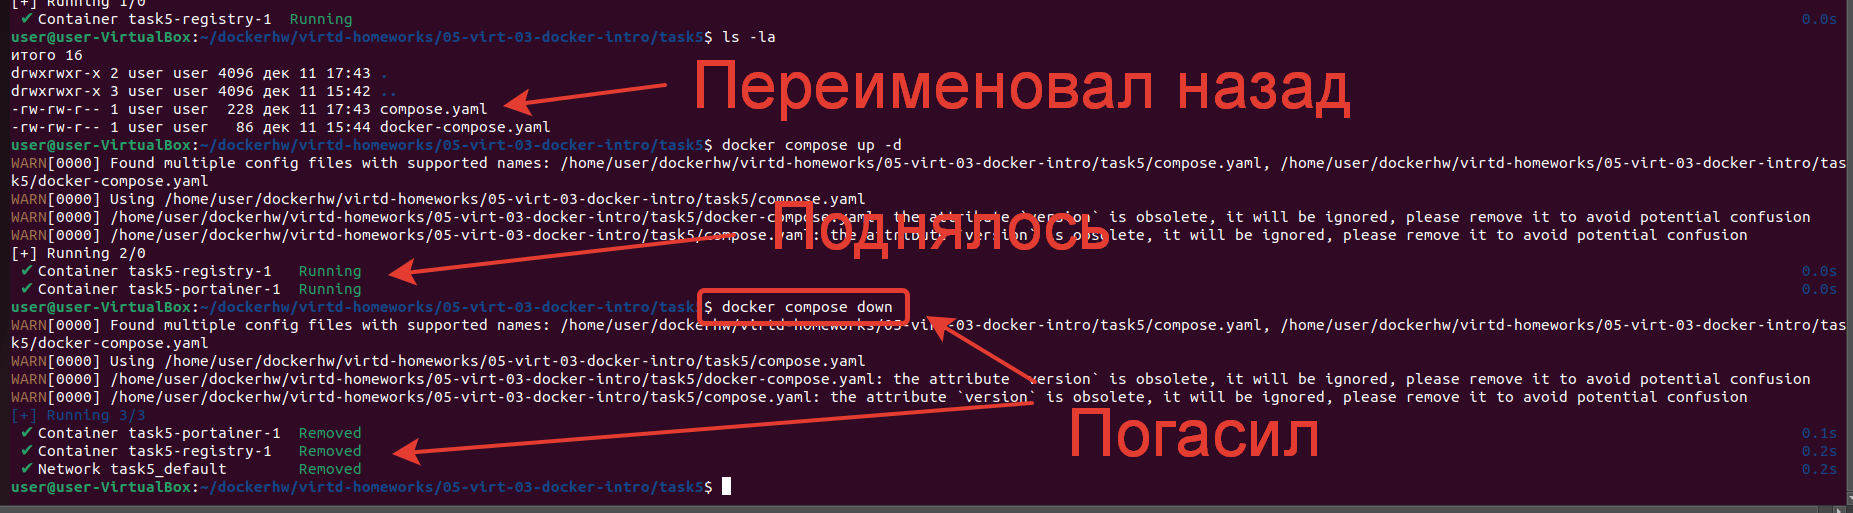 [+] Running 1/0
✔ Container task5-registry-1 Running 0.0s
user@user-VirtualBox:~/dockerhw/virtd-homeworks/05-virt-03-docker-intro/task5$ ls -la
итого 16
drwxrwxr-x 2 user user 4096 дек 11 17:43 .
drwxrwxr-x 3 user user 4096 дек 11 15:42 ..
Переименовал назад
-rw-rw-r-- 1 user user 228 дек 11 17:43 compose.yaml
-rw-rw-r-- 1 user user 86 дек 11 15:44 docker-compose.yaml
user@user-VirtualBox:~/dockerhw/virtd-homeworks/05-virt-03-docker-intro/task5$ docker compose up -d
WARN[0000] Found multiple config files with supported names: /home/user/dockerhw/virtd-homeworks/05-virt-03-docker-intro/task5/compose.yaml, /home/user/dockerhw/virtd-homeworks/05-virt-03-docker-intro/tas
k5/docker-compose.yaml
WARN[0000] Using /home/user/dockerhw/virtd-homeworks/05-virt-03-docker-intro/task5/compose.yaml
WARN[0000] /home/user/dockerhw/virtd-homeworks/05-virt-03-docker-intro/task5/docker-compose.yaml: the attribute `version` is obsolete, it will be ignored, please remove it to avoid potential confusion
Поднялось
WARN[0000] /home/user/dockerhw/virtd-homeworks/05-virt-03-docker-intro/task5/compose.yaml: the attribute `version` is obsolete, it will be ignored, please remove it to avoid potential confusion
[+] Running 2/0
✔ Container task5-registry-1 Running 0.0s
✔ Container task5-portainer-1 Running 0.0s
user@user-VirtualBox:~/dockerhw/virtd-homeworks/05-virt-03-docker-intro/task5$ docker compose down
WARN[0000] Found multiple config files with supported names: /home/user/dockerhw/virtd-homeworks/05-virt-03-docker-intro/task5/compose.yaml, /home/user/dockerhw/virtd-homeworks/05-virt-03-docker-intro/tas
k5/docker-compose.yaml
WARN[0000] Using /home/user/dockerhw/virtd-homeworks/05-virt-03-docker-intro/task5/compose.yaml
WARN[0000] /home/user/dockerhw/virtd-homeworks/05-virt-03-docker-intro/task5/docker-compose.yaml: the attribute `version` is obsolete, it will be ignored, please remove it to avoid potential confusion
WARN[0000] /home/user/dockerhw/virtd-homeworks/05-virt-03-docker-intro/task5/compose.yaml: the attribute `version` is obsolete, it will be ignored, please remove it to avoid potential confusion
[+] Running 3/3
Погасил
✔ Container task5-portainer-1 Removed 0.1s
✔ Container task5-registry-1 Removed 0.2s
✔ Network task5_default Removed 0.2s
user@user-VirtualBox:~/dockerhw/virtd-homeworks/05-virt-03-docker-intro/task5$